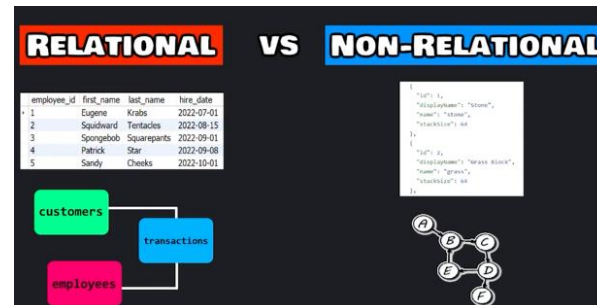 RELATIONAL VS NON-RELATIONAL
employee_id first_name last_name hire_date
1 Eugene Krabs 2022-07-01
2 Squidward Tentacles 2022-08-15
3 Spongebob Squarepants 2022-09-01
4 Patrick Star 2022-09-08
5 Sandy Cheeks 2022-10-01
{
"id": 1,
"displayName": "Stone",
"name": "stone",
"stackSize": 64
},
{
"id": 2,
"displayName": "Grass Block",
"name": "grass",
"stackSize": 64
},
customers
transactions
employees
A
B C
E D
F